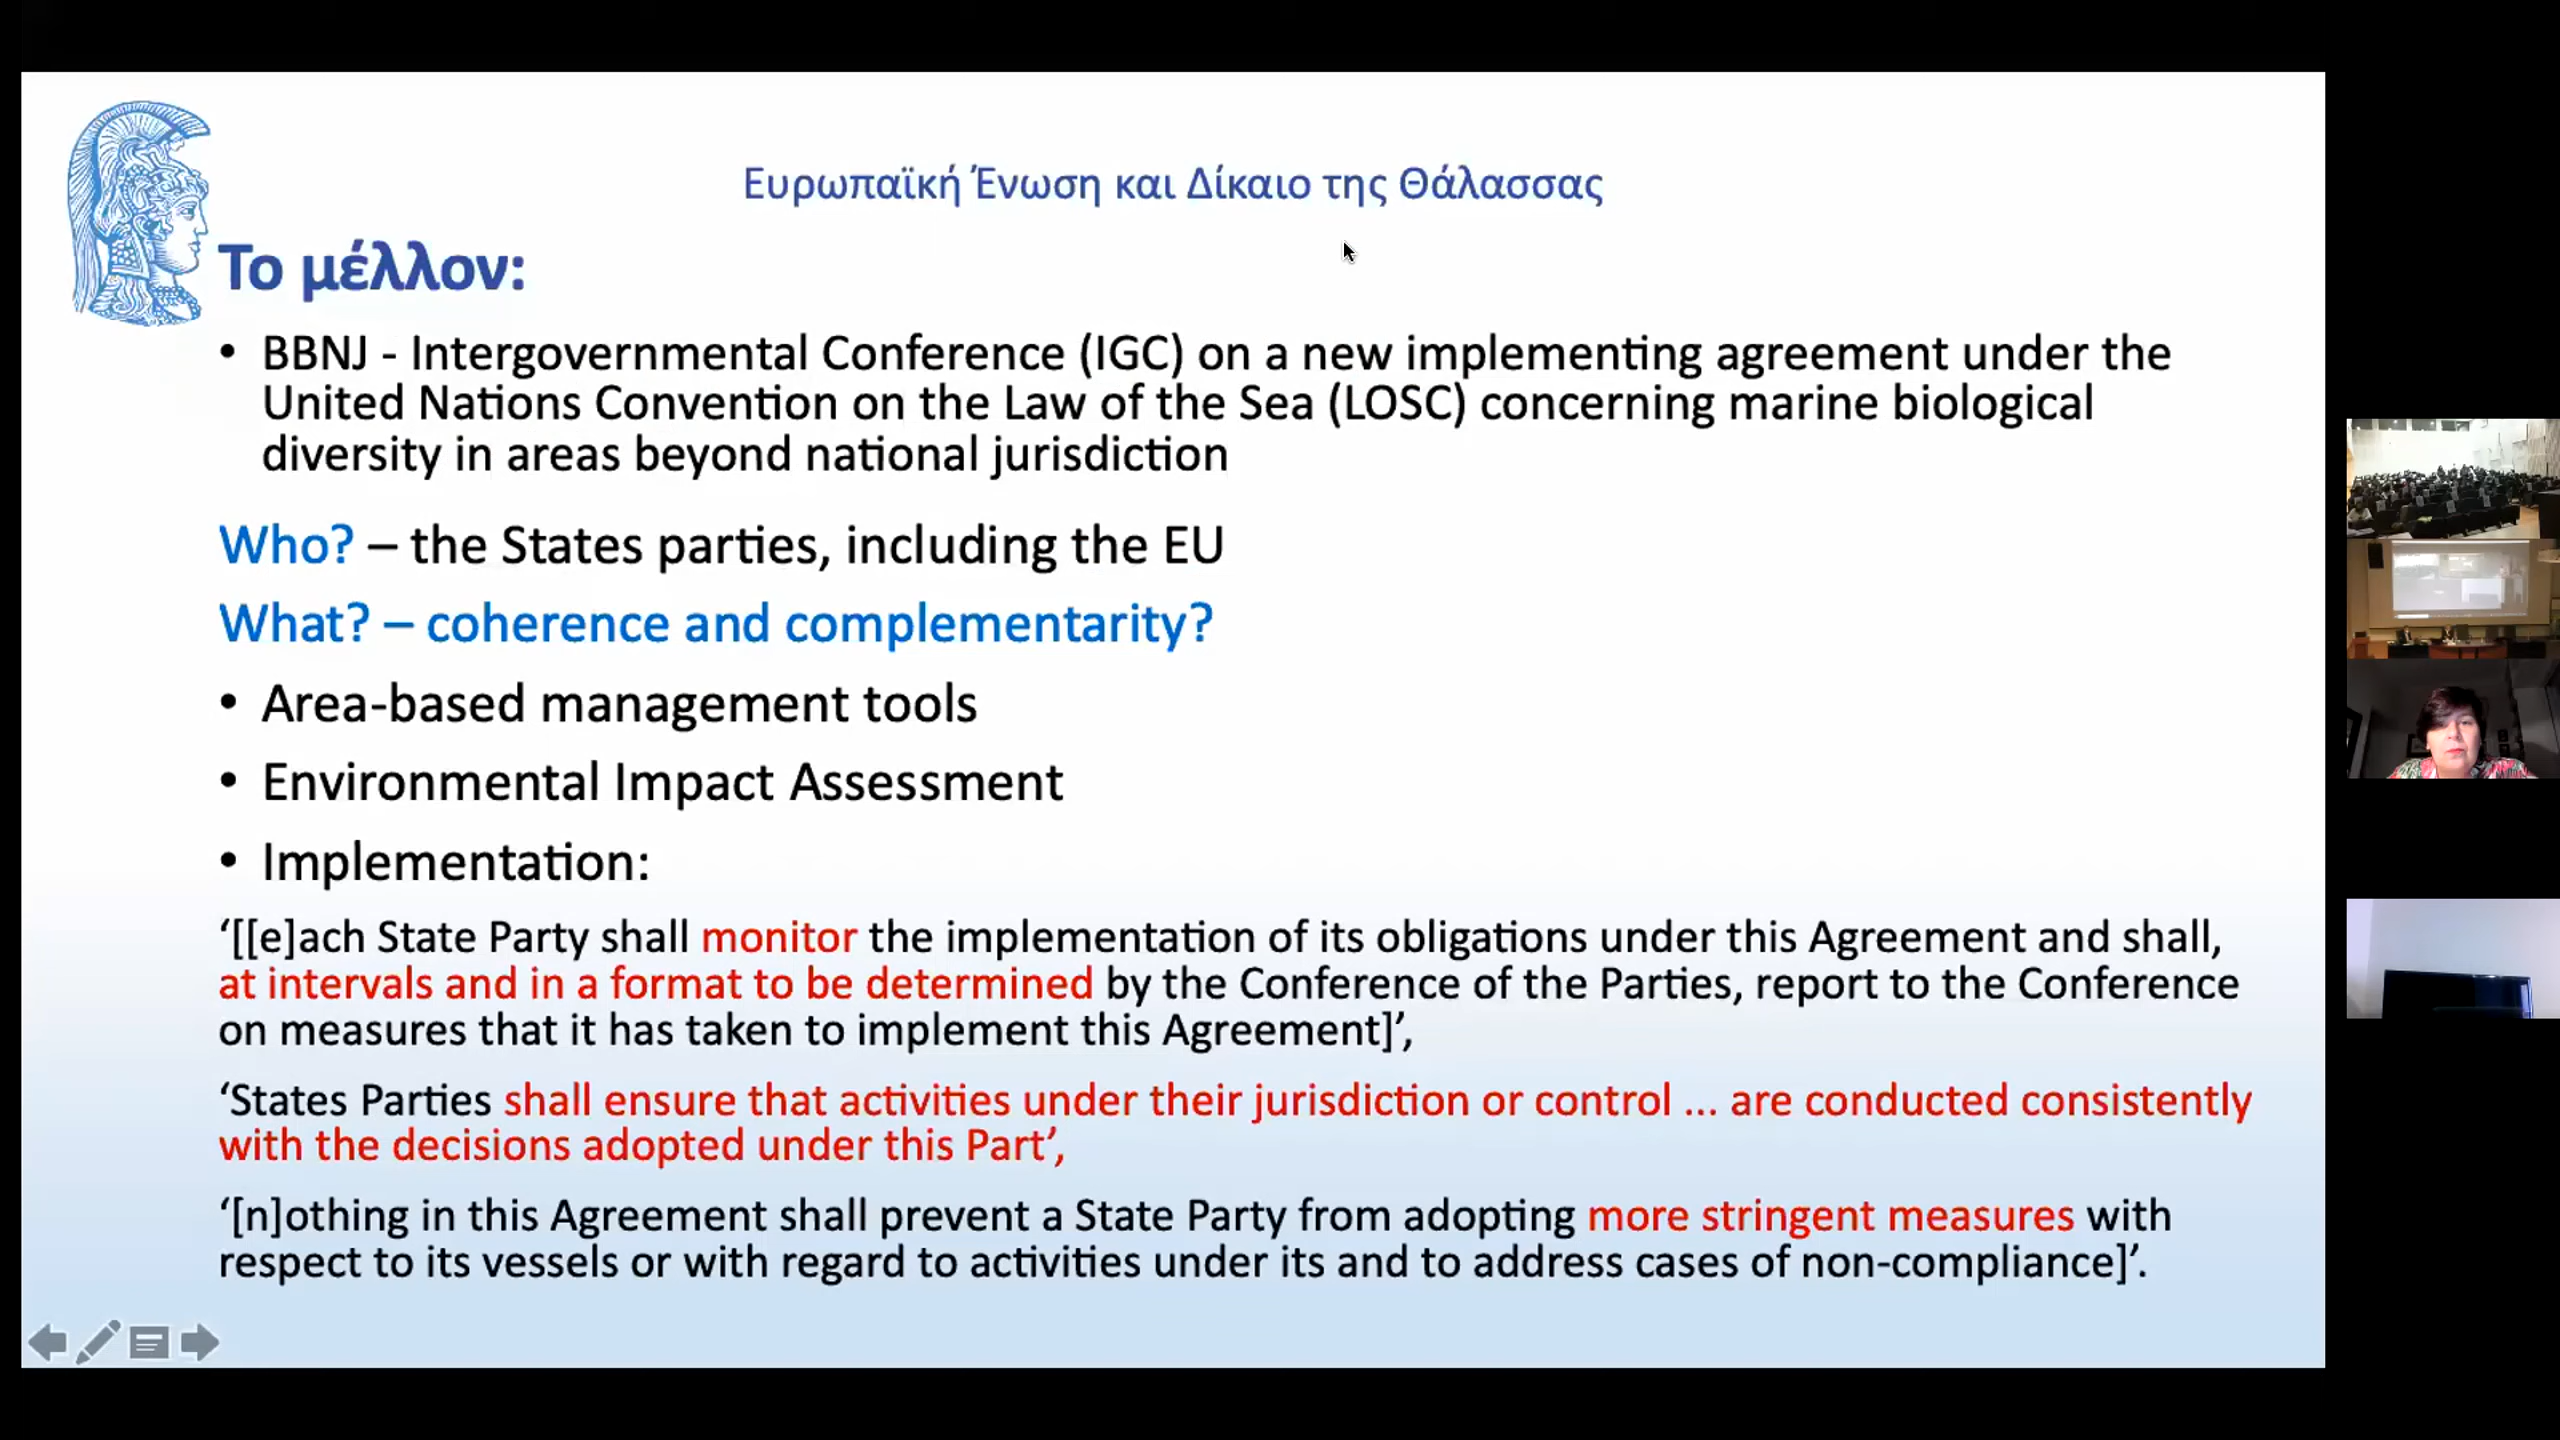 Ευρωπαϊκή Ένωση και Δίκαιο της Θάλασσας
Το μέλλον:
• BBNJ - Intergovernmental Conference (IGC) on a new implementing agreement under the
United Nations Convention on the Law of the Sea (LOSC) concerning marine biological
diversity in areas beyond national jurisdiction
Who? – the States parties, including the EU
What? – coherence and complementarity?
• Area-based management tools
• Environmental Impact Assessment
• Implementation:
‘[[e]ach State Party shall monitor the implementation of its obligations under this Agreement and shall,
at intervals and in a format to be determined by the Conference of the Parties, report to the Conference
on measures that it has taken to implement this Agreement]’,
‘States Parties shall ensure that activities under their jurisdiction or control ... are conducted consistently
with the decisions adopted under this Part’,
‘[n]othing in this Agreement shall prevent a State Party from adopting more stringent measures with
respect to its vessels or with regard to activities under its and to address cases of non-compliance]’.